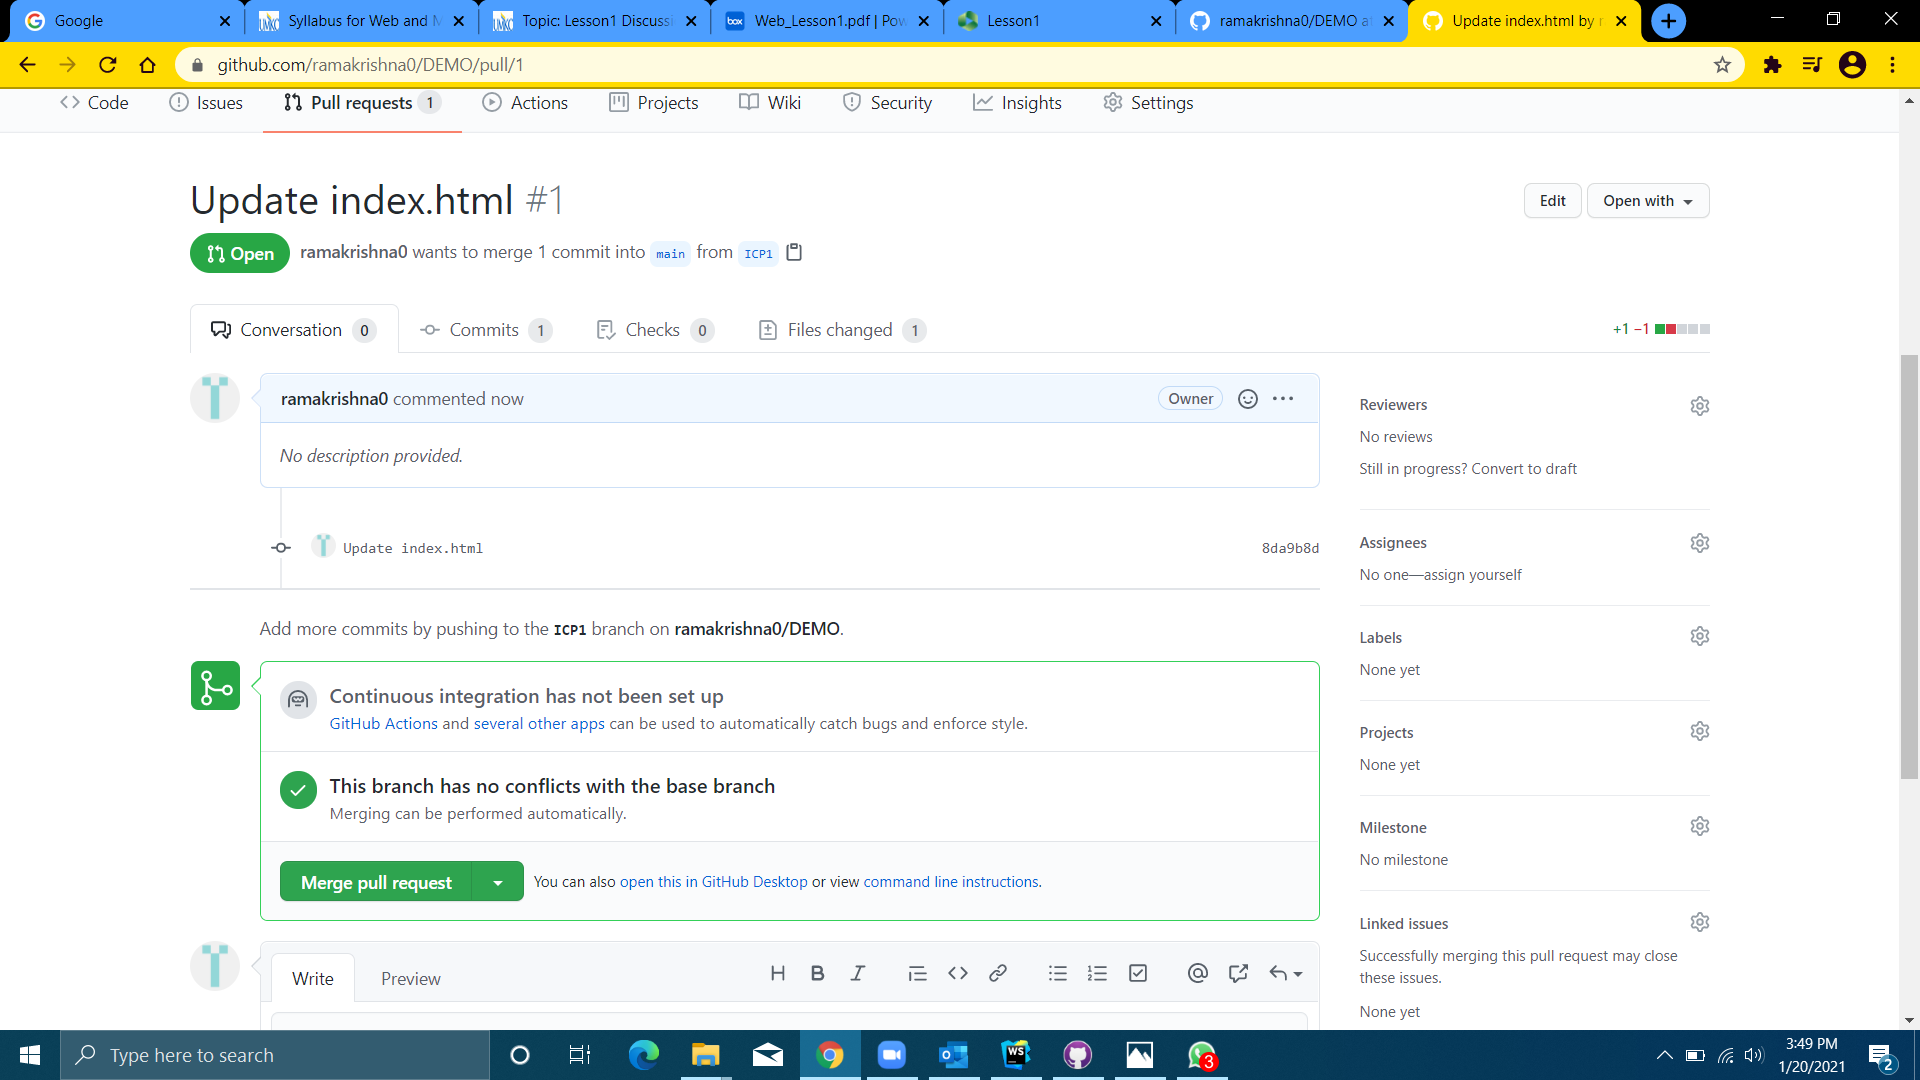 Google
Syllabus for Web and M
Topic: Lesson1 Discussi
box Web_Lesson1.pdf | Pow
Lesson1
ramakrishna0/DEMO a
Update index.html by r
github.com/ramakrishna0/DEMO/pull/1
Code Issues Pull requests 1 Actions Projects Wiki Security Insights Settings
Update index.html #1
Edit Open with
Open ramakrishna0 wants to merge 1 commit into main from ICP1
Conversation 0 Commits 1 Checks 0 Files changed 1 +1 −1
ramakrishna0 commented now Owner
No description provided.
Update index.html 8da9b8d
Add more commits by pushing to the ICP1 branch on ramakrishna0/DEMO.
Continuous integration has not been set up
GitHub Actions and several other apps can be used to automatically catch bugs and enforce style.
This branch has no conflicts with the base branch
Merging can be performed automatically.
Merge pull request You can also open this in GitHub Desktop or view command line instructions.
Write Preview
Reviewers
No reviews
Still in progress? Convert to draft
Assignees
No one—assign yourself
Labels
None yet
Projects
None yet
Milestone
No milestone
Linked issues
Successfully merging this pull request may close
these issues.
None yet
Type here to search
WS
3
3:49 PM
1/20/2021
2